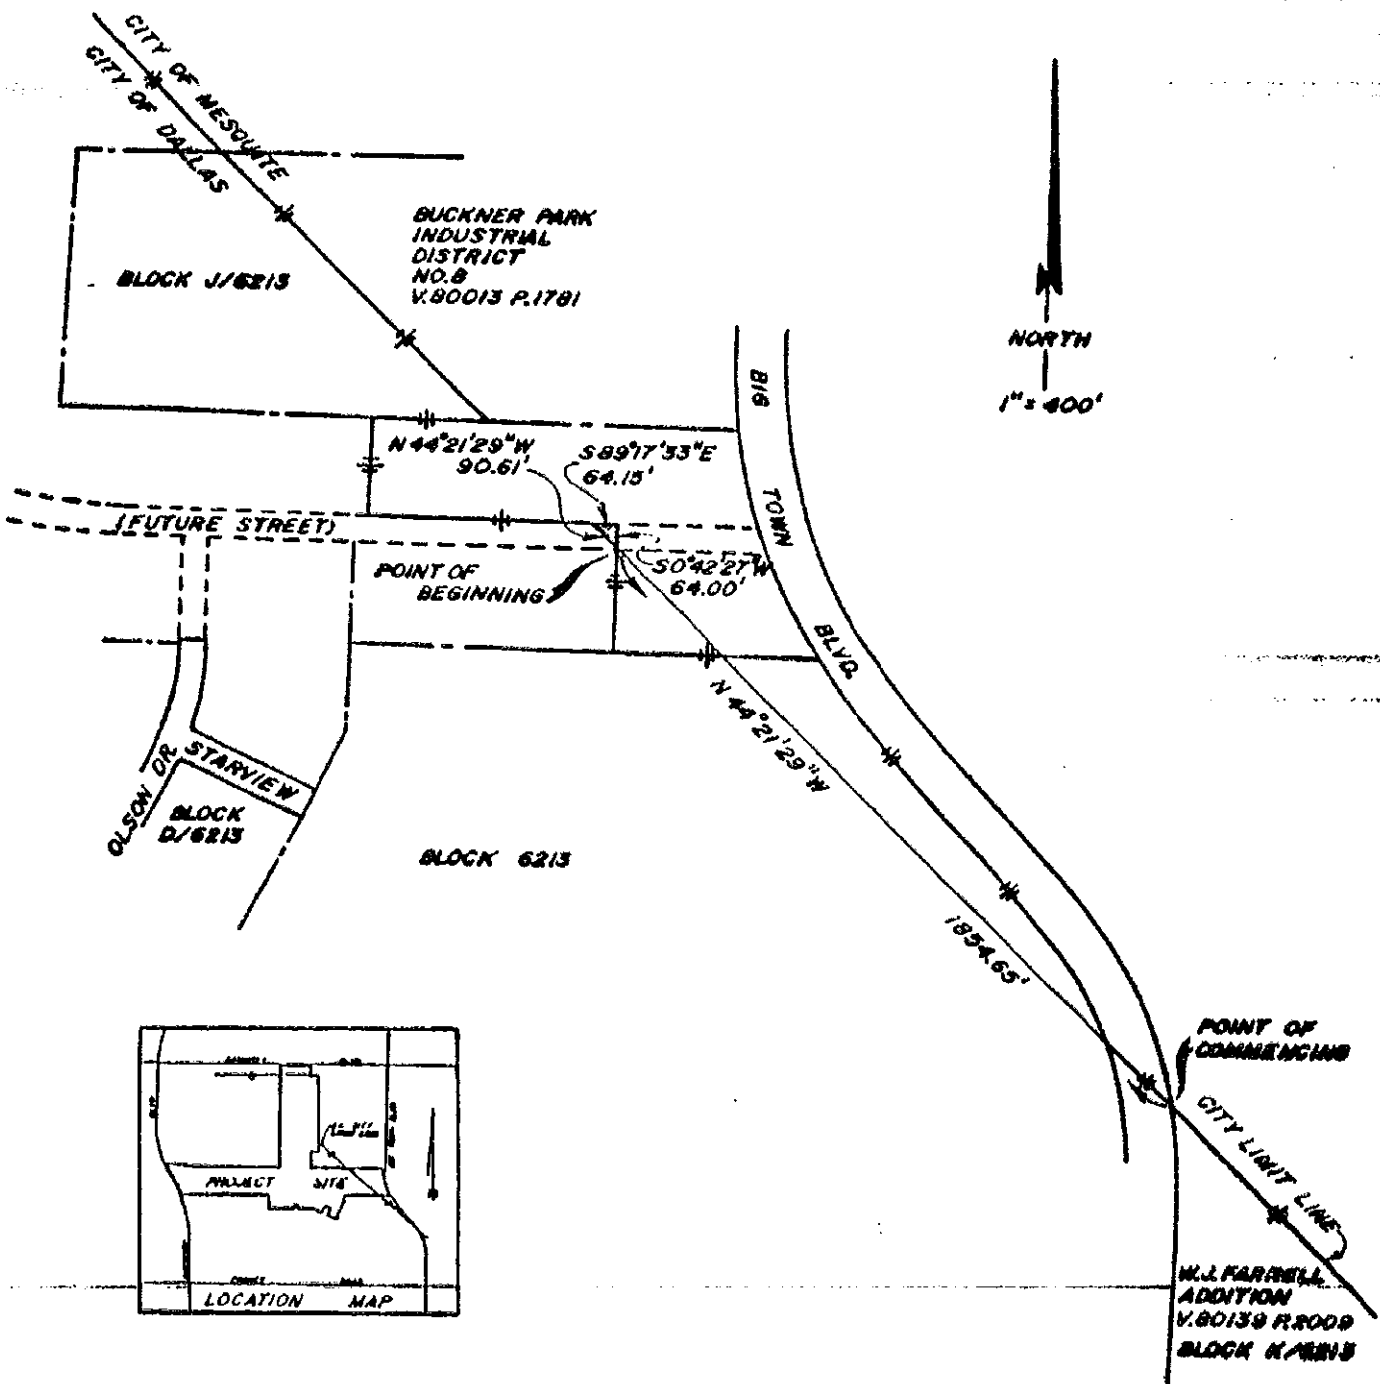 CITY OF MESQUITE
CITY OF DALLAS
BUCKNER PARK
INDUSTRIAL
DISTRICT
NO.8
V.80013 P.1781
BLOCK J/6213
NORTH
1"=400'
BIG
TOWN
BLVD.
N44°21'29"W
90.61'
S89°17'33"E
64.15'
(FUTURE STREET)
S0°42'27"W
64.00'
POINT OF
BEGINNING
N 44°21'29"W
1854.65'
OLSON DR
STARVIEW
BLOCK
D/6213
BLOCK 6213
POINT OF
COMMENCING
CITY LIMIT LINE
W.J. FARRELL
ADDITION
V.80139 P.2009
BLOCK
PROJECT SITE
LOCATION MAP